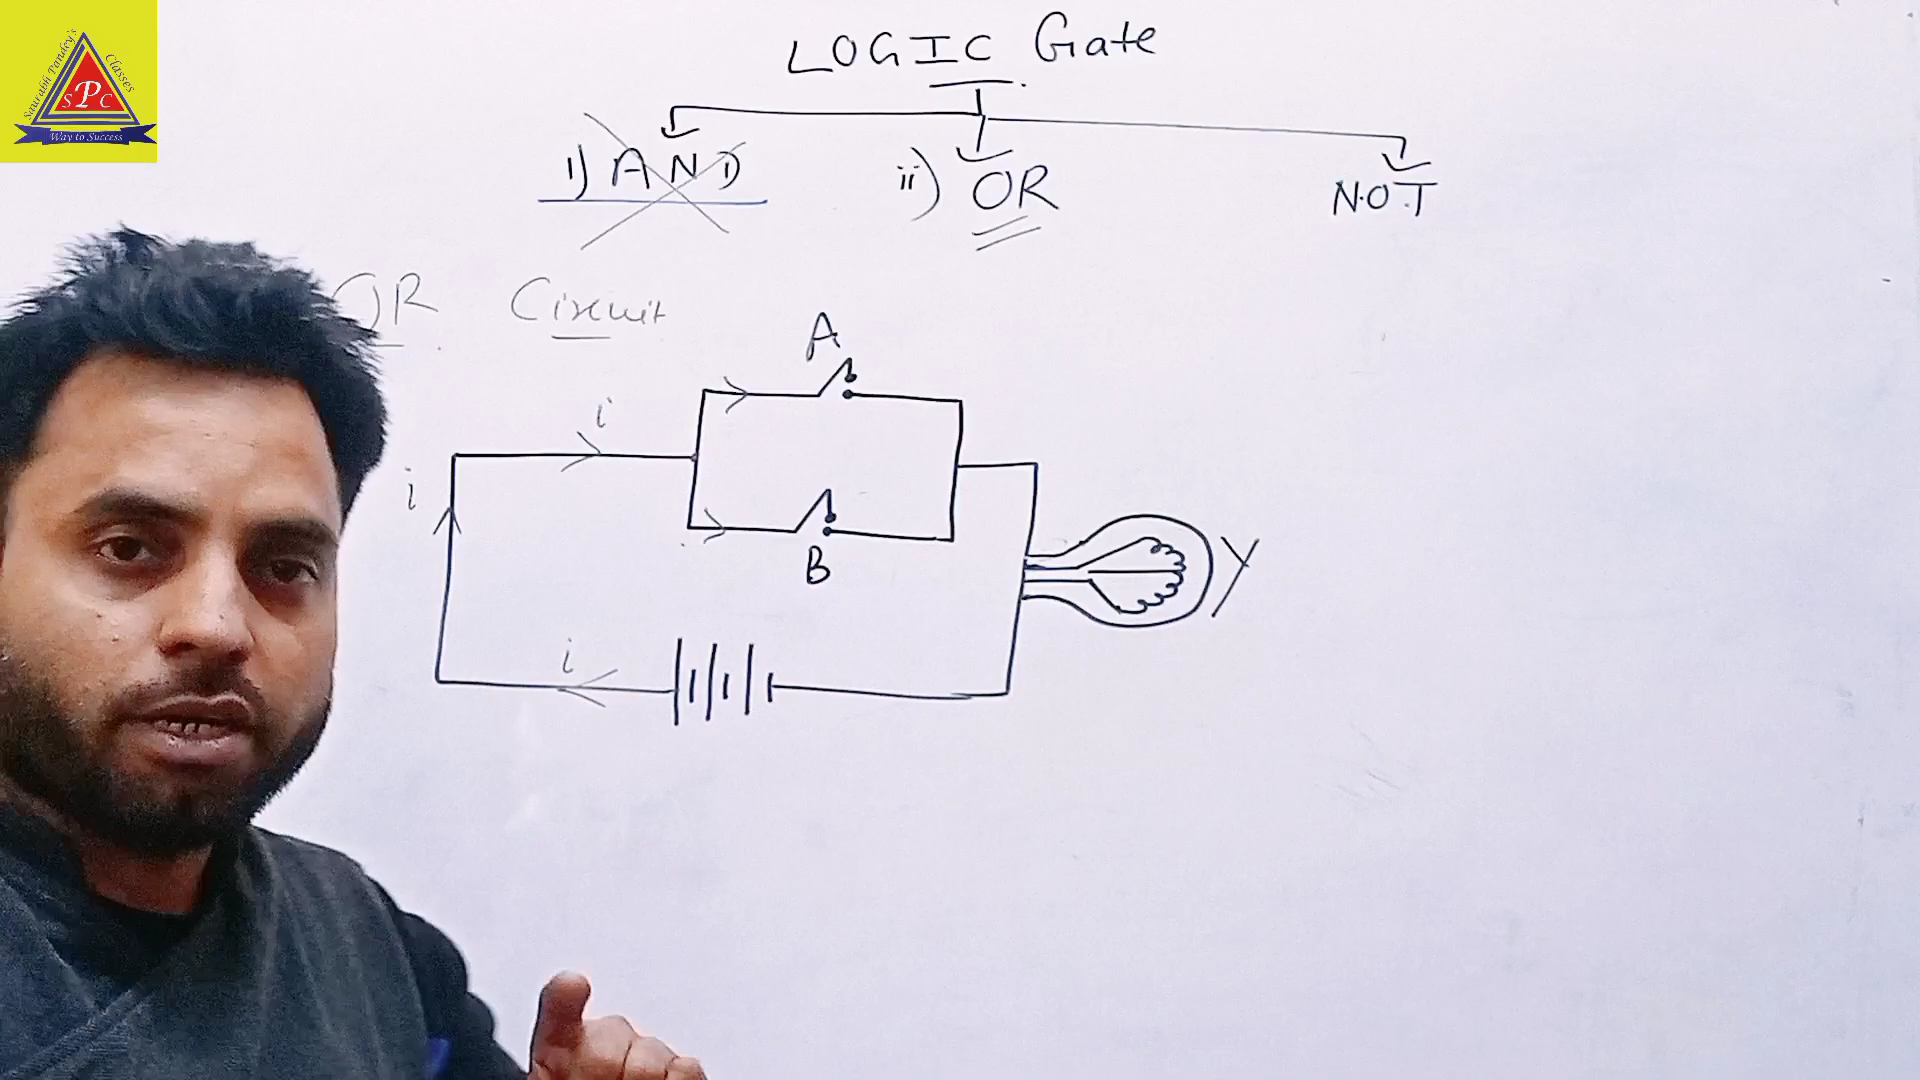 Saurabh Pandey's Classes
SPC
Way to Success
LOGIC Gate
i) AND ii) OR N.O.T
OR Circuit
A
i
i
B
Y
i